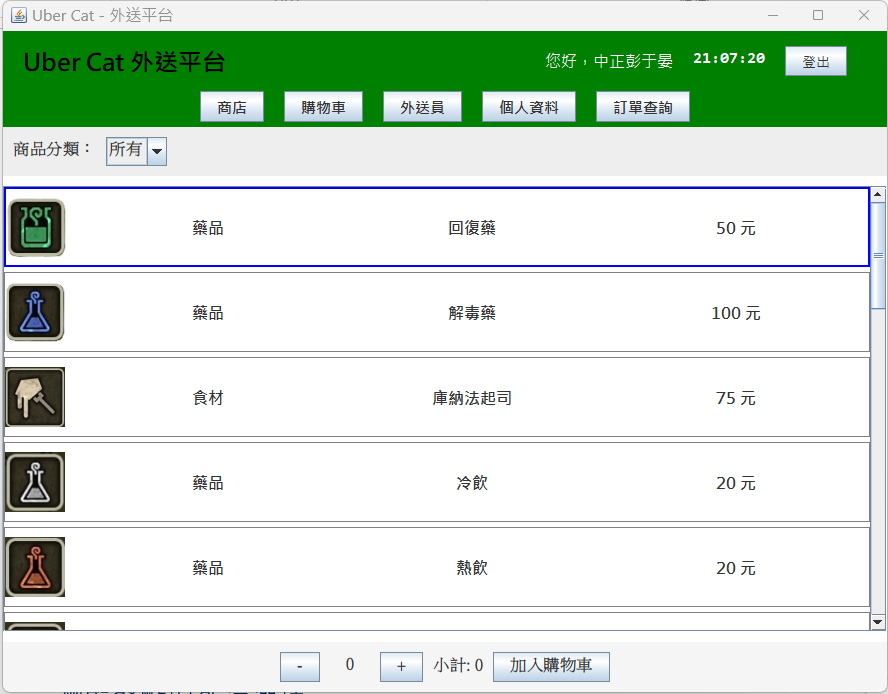 Uber Cat - 外送平台
Uber Cat 外送平台
您好，中正彭于晏 21:07:20 登出
商店 購物車 外送員 個人資料 訂單查詢
商品分類： 所有
藥品 回復藥 50 元
藥品 解毒藥 100 元
食材 庫納法起司 75 元
藥品 冷飲 20 元
藥品 熱飲 20 元
- 0 + 小計: 0 加入購物車